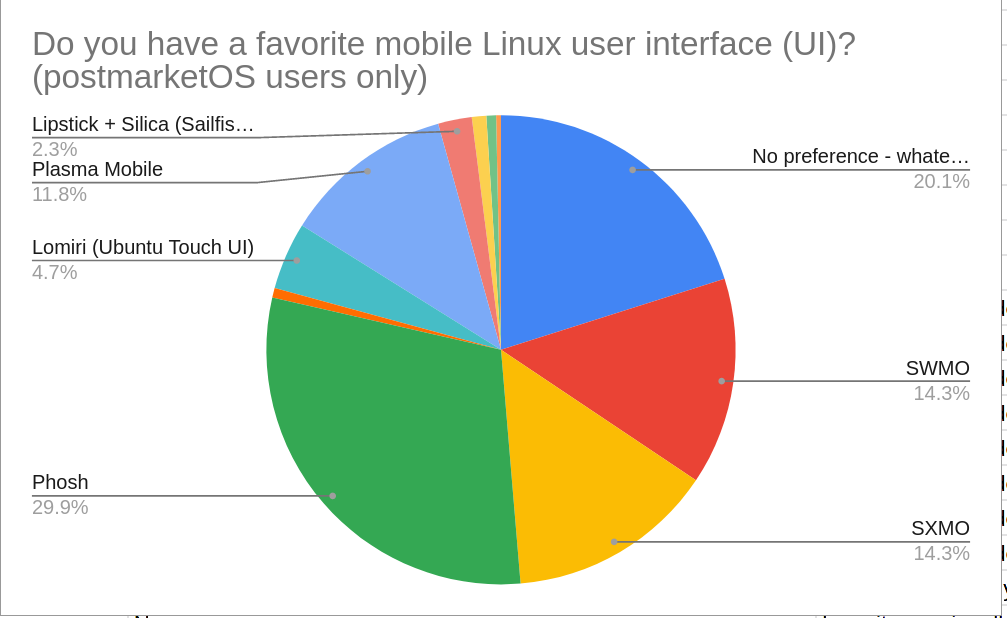 Do you have a favorite mobile Linux user interface (UI)?
(postmarketOS users only)
Lipstick + Silica (Sailfis…
2.3%
Plasma Mobile
11.8%
Lomiri (Ubuntu Touch UI)
4.7%
Phosh
29.9%
No preference - whate…
20.1%
SWMO
14.3%
SXMO
14.3%